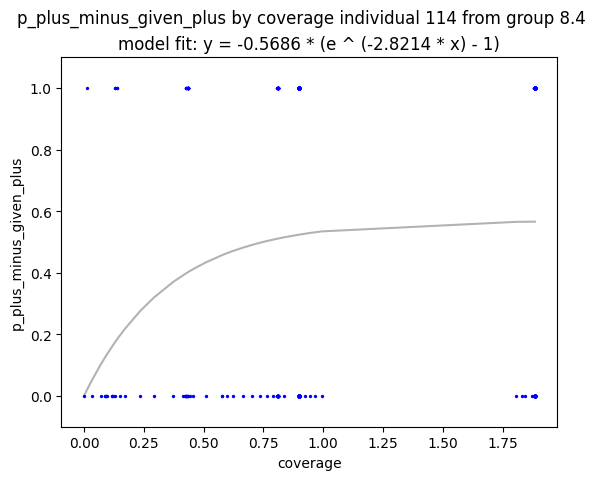 p_plus_minus_given_plus by coverage individual 114 from group 8.4
model fit: y = -0.5686 * (e ^ (-2.8214 * x) - 1)
p_plus_minus_given_plus
1.0
0.8
0.6
0.4
0.2
0.0
0.00 0.25 0.50 0.75 1.00 1.25 1.50 1.75
coverage